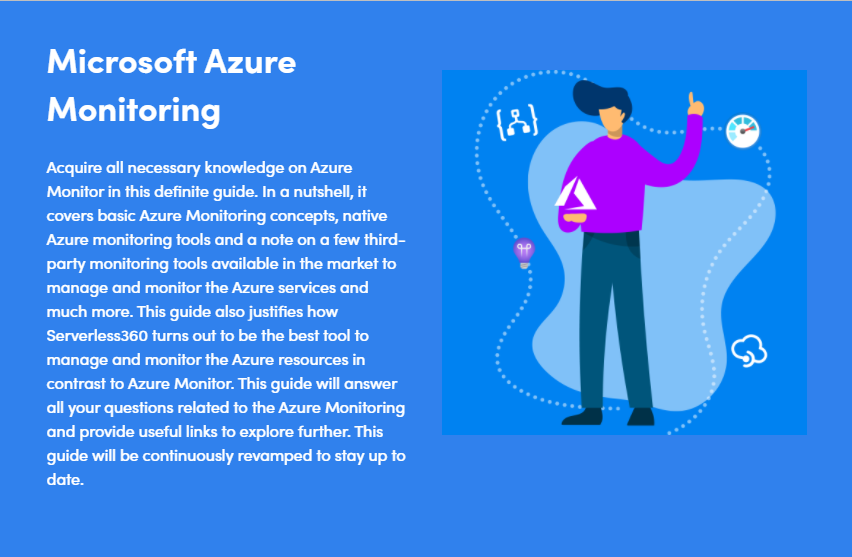 Microsoft Azure
Monitoring
Acquire all necessary knowledge on Azure
Monitor in this definite guide. In a nutshell, it
covers basic Azure Monitoring concepts, native
Azure monitoring tools and a note on a few third-
party monitoring tools available in the market to
manage and monitor the Azure services and
much more. This guide also justifies how
Serverless360 turns out to be the best tool to
manage and monitor the Azure resources in
contrast to Azure Monitor. This guide will answer
all your questions related to the Azure Monitoring
and provide useful links to explore further. This
guide will be continuously revamped to stay up to
date.